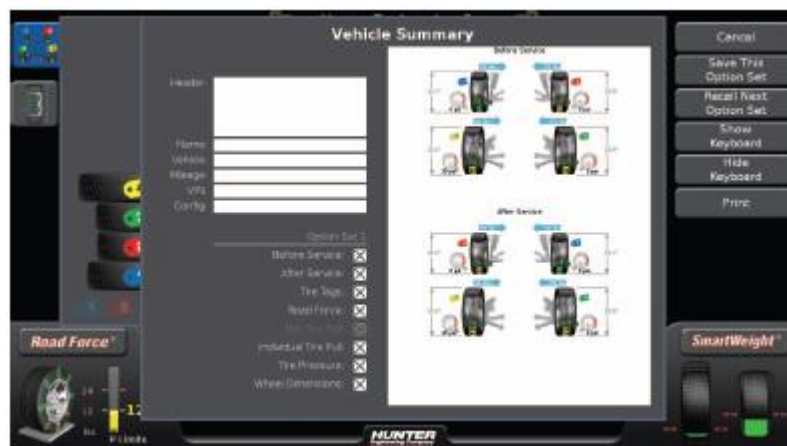 Vehicle Summary
Before Service
Header:
Name
Vehicle
Mileage
VIN
Config
Option Set 1
Before Service:
After Service:
Tire Tags:
Road Force:
Individual Tire Pull:
Tire Pressure:
Wheel Dimensions:
After Service
Cancel
Save This
Option Set
Recall Next
Option Set
Show
Keyboard
Hide
Keyboard
Print
Road Force®
SmartWeight®
HUNTER
Engineering Company